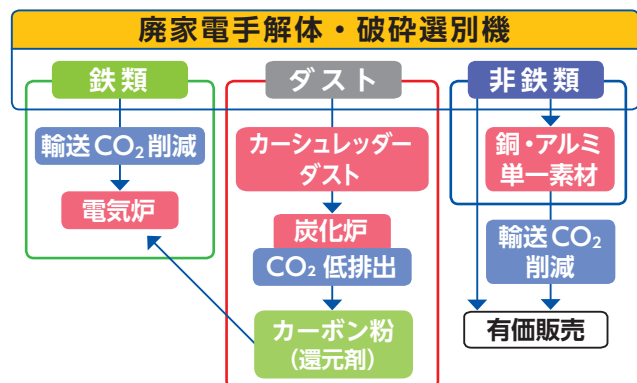 廃家電手解体・破砕選別機
鉄類
輸送CO₂削減
電気炉
ダスト
カーシュレッダー
ダスト
炭化炉
CO₂低排出
カーボン粉
（還元剤）
非鉄類
銅・アルミ
単一素材
輸送CO₂
削減
有価販売